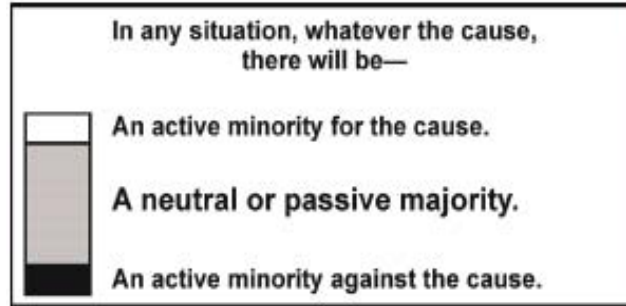 In any situation, whatever the cause,
there will be—
An active minority for the cause.
A neutral or passive majority.
An active minority against the cause.